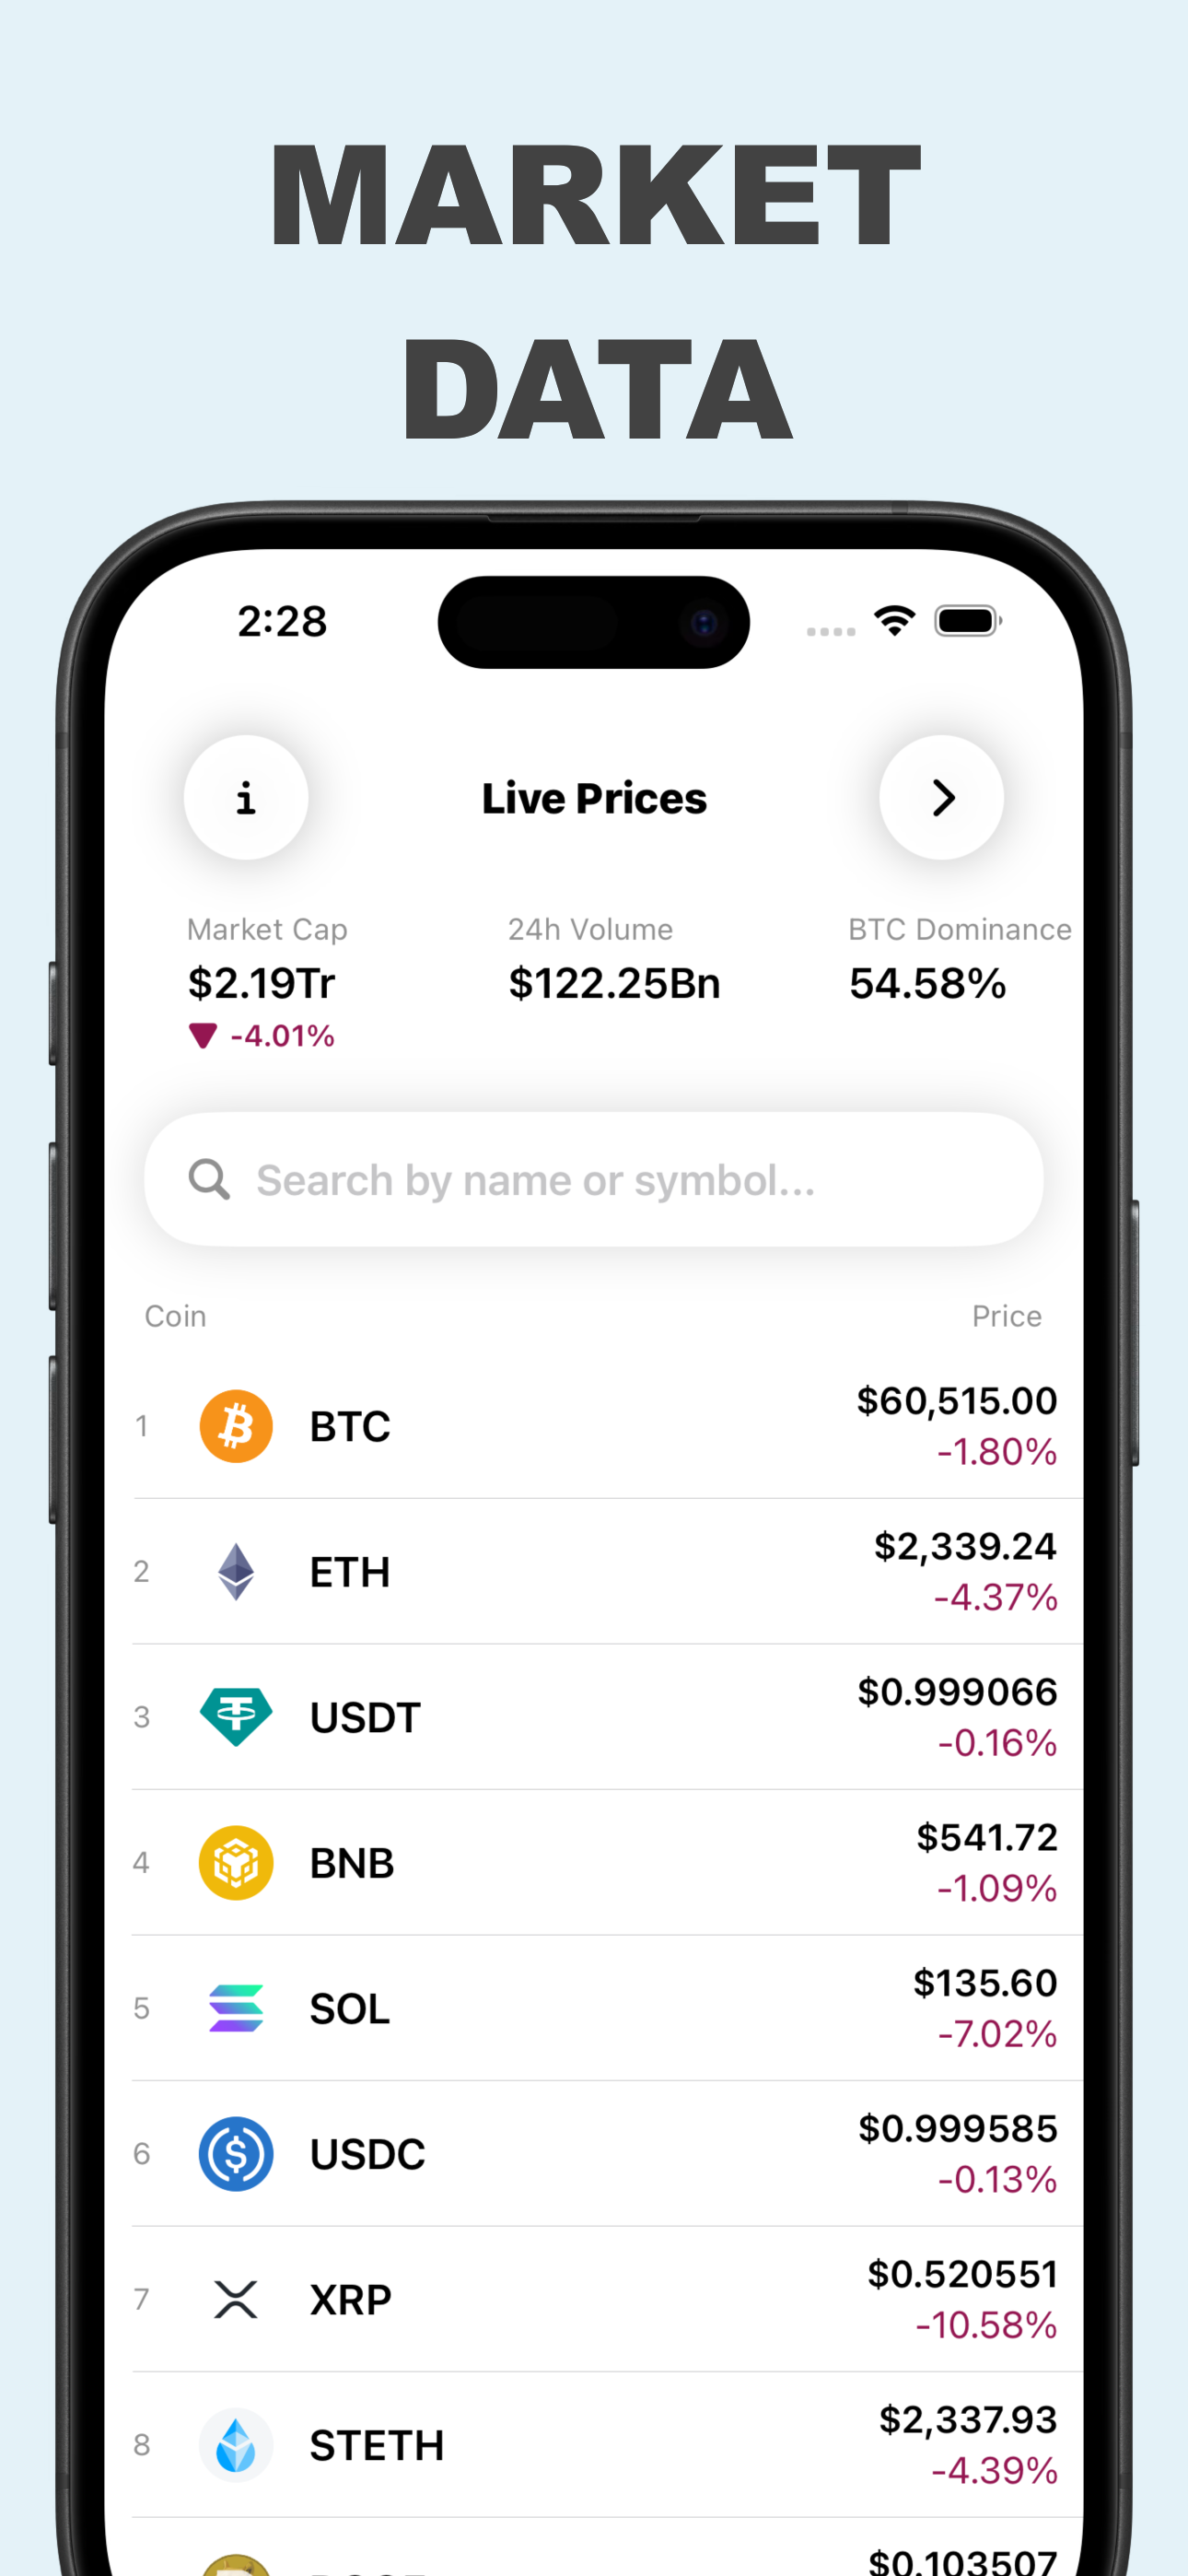 MARKET
DATA
2:28
i
Live Prices
Market Cap
24h Volume
BTC Dominance
$2.19Tr
$122.25Bn
54.58%
-4.01%
Search by name or symbol...
Coin
Price
1
BTC
$60,515.00
-1.80%
2
ETH
$2,339.24
-4.37%
3
USDT
$0.999066
-0.16%
4
BNB
$541.72
-1.09%
5
SOL
$135.60
-7.02%
6
USDC
$0.999585
-0.13%
7
XRP
$0.520551
-10.58%
8
STETH
$2,337.93
-4.39%
$0.103507